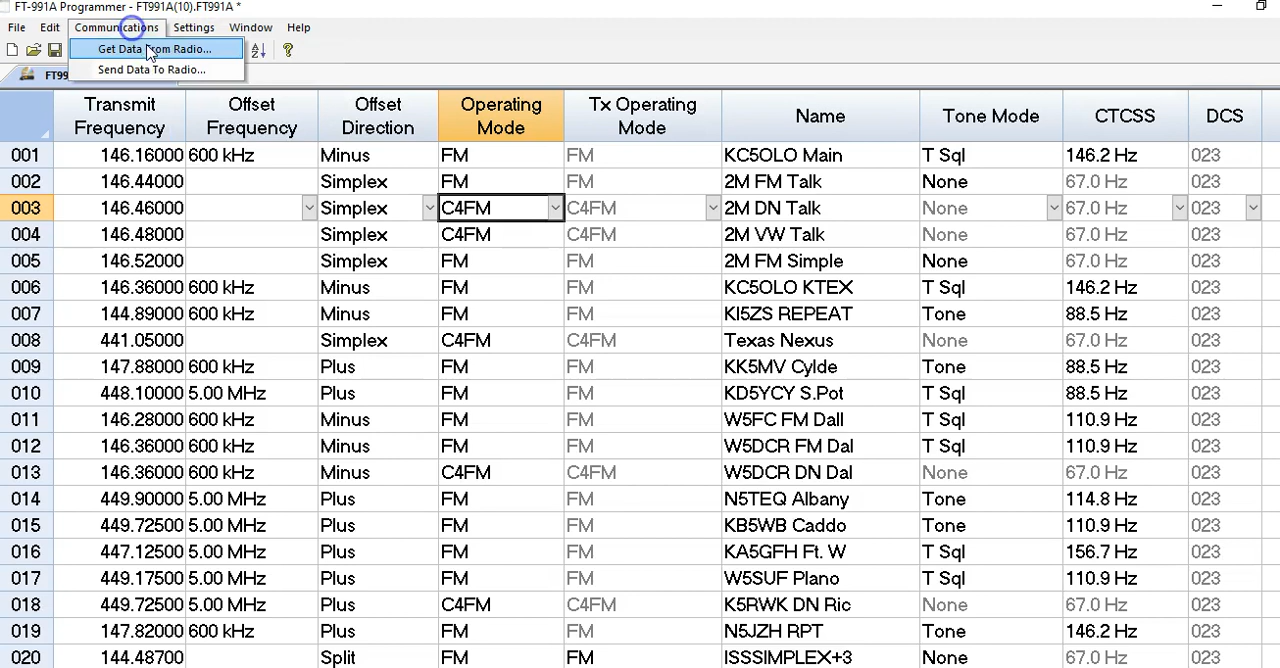 FT-991A Programmer - FT991A(10).FT991A *
File Edit Communications Settings Window Help
Get Data From Radio...
Send Data To Radio...
FT99
Transmit Frequency Offset Frequency Offset Direction Operating Mode Tx Operating Mode Name Tone Mode CTCSS DCS
001 146.16000 600 kHz Minus FM FM KC5OLO Main T Sql 146.2 Hz 023
002 146.44000 Simplex FM FM 2M FM Talk None 67.0 Hz 023
003 146.46000 Simplex C4FM C4FM 2M DN Talk None 67.0 Hz 023
004 146.48000 Simplex C4FM C4FM 2M VW Talk None 67.0 Hz 023
005 146.52000 Simplex FM FM 2M FM Simple None 67.0 Hz 023
006 146.36000 600 kHz Minus FM FM KC5OLO KTEX T Sql 146.2 Hz 023
007 144.89000 600 kHz Minus FM FM KI5ZS REPEAT Tone 88.5 Hz 023
008 441.05000 Simplex C4FM C4FM Texas Nexus None 67.0 Hz 023
009 147.88000 600 kHz Plus FM FM KK5MV Cylde Tone 88.5 Hz 023
010 448.10000 5.00 MHz Plus FM FM KD5YCY S.Pot T Sql 88.5 Hz 023
011 146.28000 600 kHz Minus FM FM W5FC FM Dall T Sql 110.9 Hz 023
012 146.36000 600 kHz Minus FM FM W5DCR FM Dal T Sql 110.9 Hz 023
013 146.36000 600 kHz Minus C4FM C4FM W5DCR DN Dal None 67.0 Hz 023
014 449.90000 5.00 MHz Plus FM FM N5TEQ Albany Tone 114.8 Hz 023
015 449.72500 5.00 MHz Plus FM FM KB5WB Caddo Tone 110.9 Hz 023
016 447.12500 5.00 MHz Plus FM FM KA5GFH Ft. W T Sql 156.7 Hz 023
017 449.17500 5.00 MHz Plus FM FM W5SUF Plano T Sql 110.9 Hz 023
018 449.72500 5.00 MHz Plus C4FM C4FM K5RWK DN Ric None 67.0 Hz 023
019 147.82000 600 kHz Plus FM FM N5JZH RPT Tone 146.2 Hz 023
020 144.48700 Split FM FM ISSSIMPLEX+3 None 67.0 Hz 023